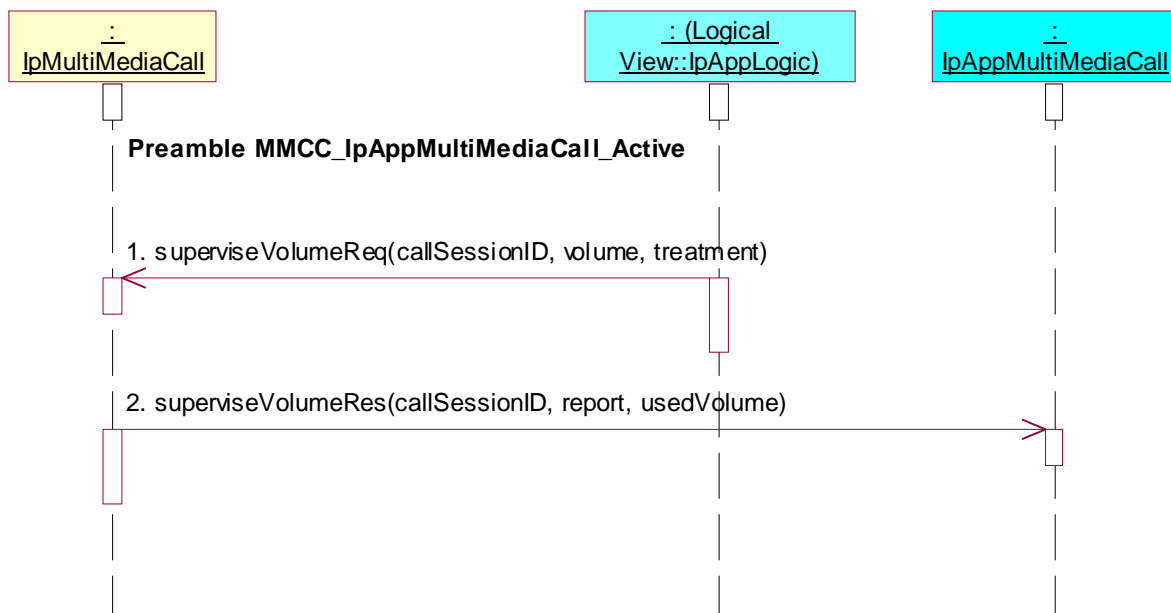 :
IpMultiMediaCall
: (Logical
View::IpAppLogic)
:
IpAppMultiMediaCall
Preamble MMCC_IpAppMultiMediaCall_Active
1. superviseVolumeReq(callSessionID, volume, treatment)
2. superviseVolumeRes(callSessionID, report, usedVolume)